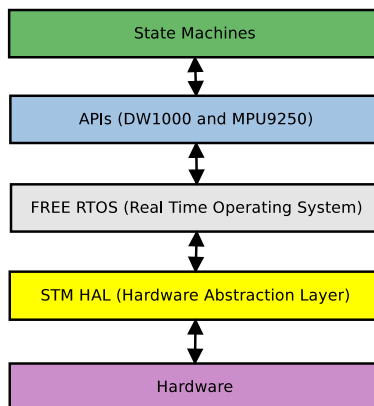 State Machines
APIs (DW1000 and MPU9250)
FREE RTOS (Real Time Operating System)
STM HAL (Hardware Abstraction Layer)
Hardware